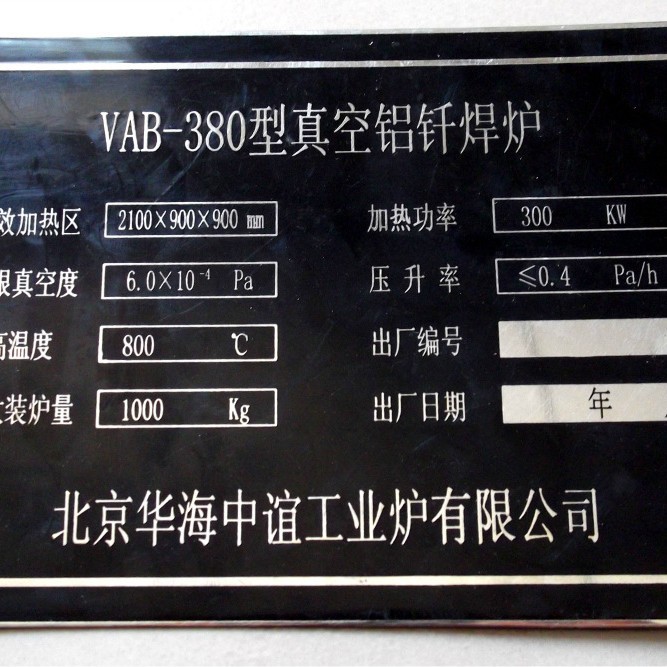 VAB-380型真空铝钎焊炉
效加热区 2100×900×900 mm 加热功率 300 KW
限真空度 6.0×10⁻⁴ Pa 压升率 ≤0.4 Pa/h
高温度 800 ℃ 出厂编号
装炉量 1000 Kg 出厂日期 年
北京华海中谊工业炉有限公司